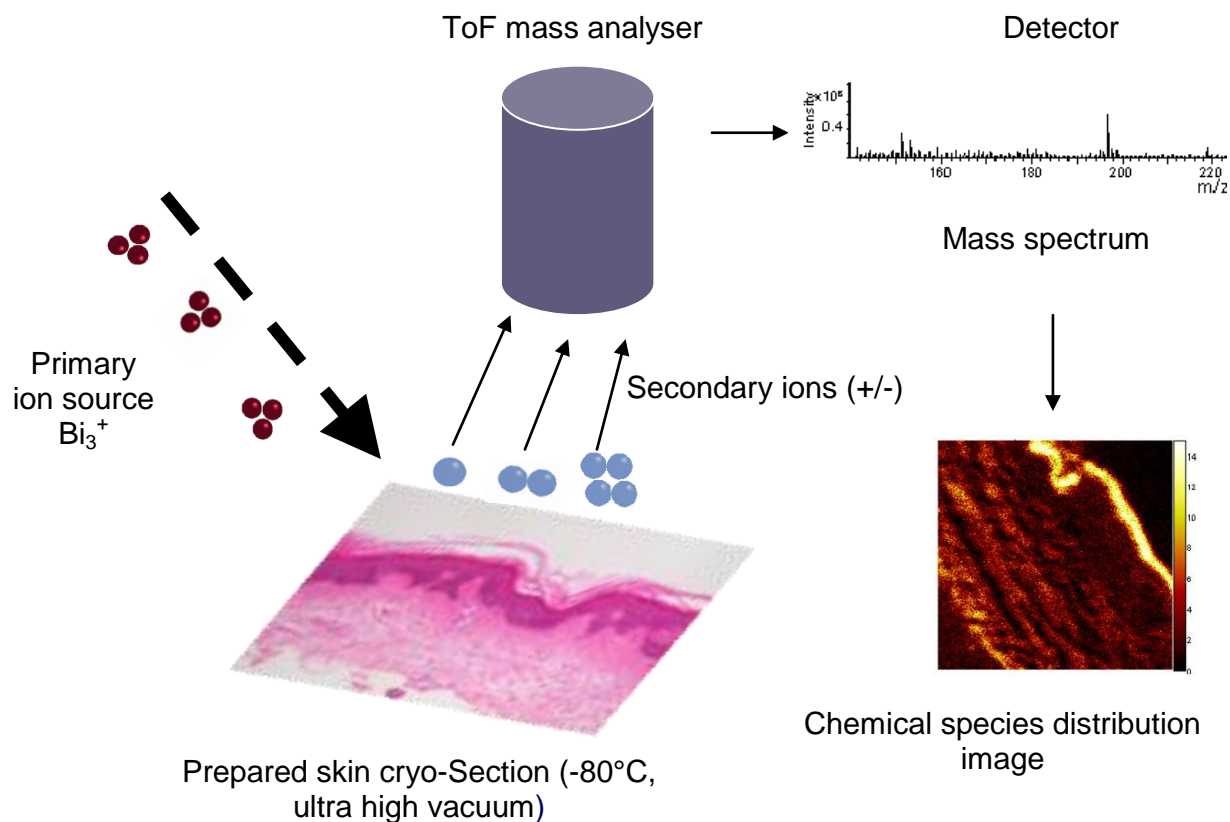 ToF mass analyser
Detector
Intensity
×10⁵
0.4
160
180
200
220
m/z
Mass spectrum
Primary
ion source
Bi₃⁺
Secondary ions (+/-)
14
12
10
8
6
4
2
0
Chemical species distribution
image
Prepared skin cryo-Section (-80°C,
ultra high vacuum)